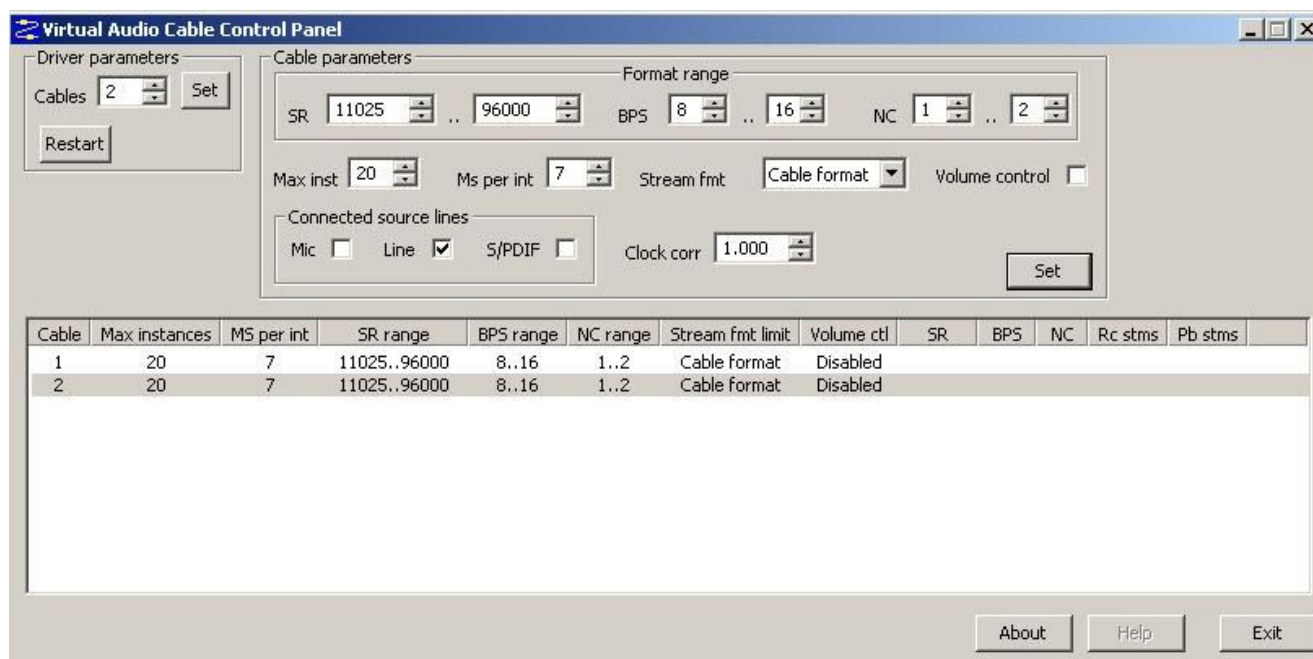 Virtual Audio Cable Control Panel
Driver parameters
Cables 2 Set
Restart
Cable parameters
Format range
SR 11025 .. 96000 BPS 8 .. 16 NC 1 .. 2
Max inst 20 Ms per int 7 Stream fmt Cable format Volume control
Connected source lines
Mic Line S/PDIF Clock corr 1.000
Set
Cable Max instances MS per int SR range BPS range NC range Stream fmt limit Volume ctl SR BPS NC Rc stms Pb stms
1 20 7 11025..96000 8..16 1..2 Cable format Disabled
2 20 7 11025..96000 8..16 1..2 Cable format Disabled
About Help Exit